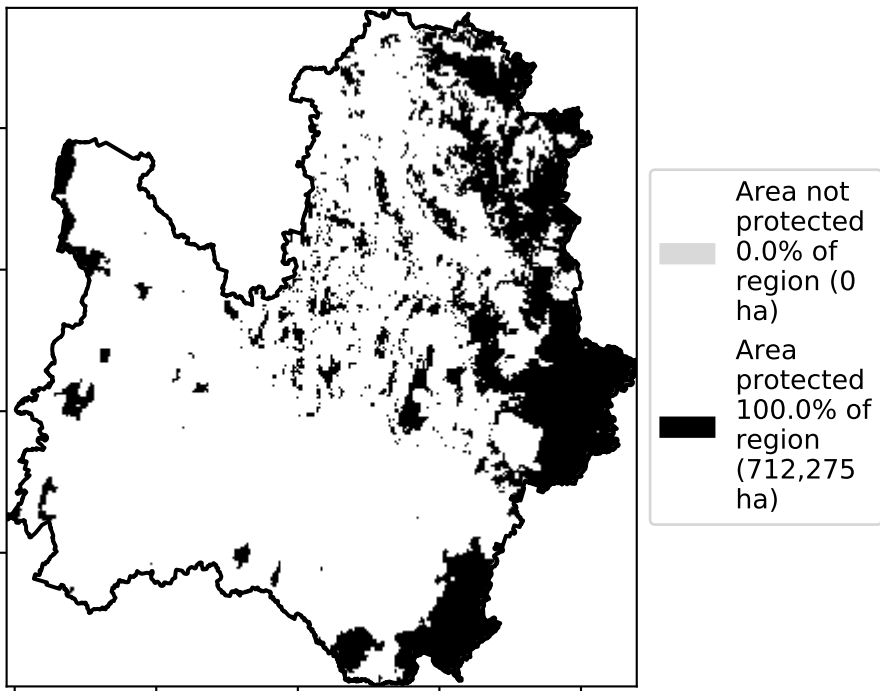 Area not
protected
0.0% of
region (0
ha)
Area
protected
100.0% of
region
(712,275
ha)